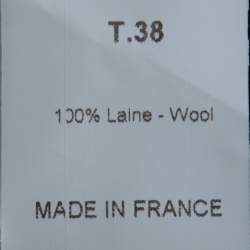 T.38
100% Laine - Wool
MADE IN FRANCE